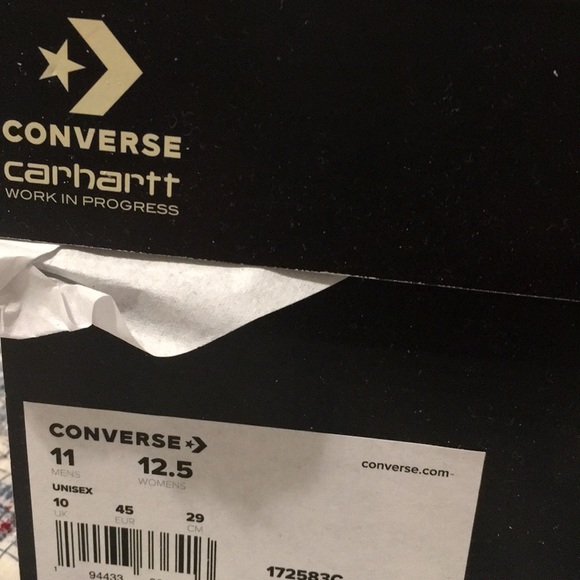 CONVERSE
carhartt
WORK IN PROGRESS
CONVERSE
11 12.5 converse.com
MENS WOMENS
UNISEX
10 45 29
UK EUR CM
1 94433
172583C